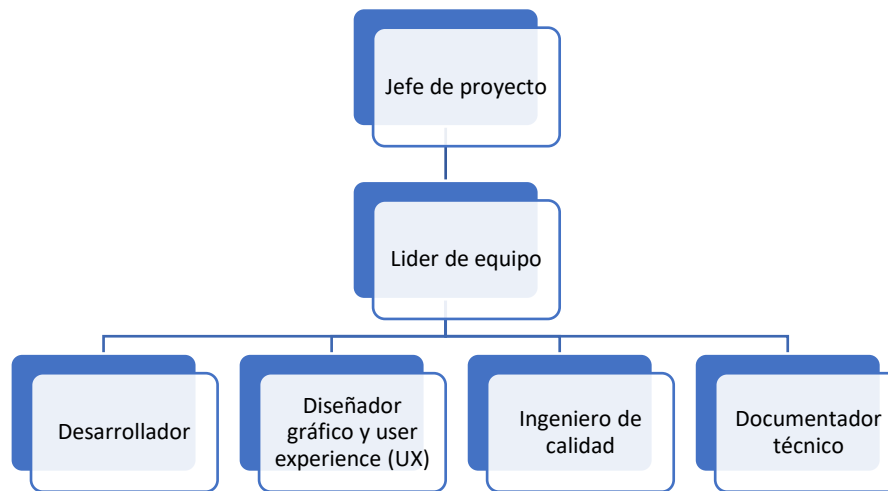 Jefe de proyecto
Lider de equipo
Desarrollador
Diseñador
gráfico y user
experience (UX)
Ingeniero de
calidad
Documentador
técnico